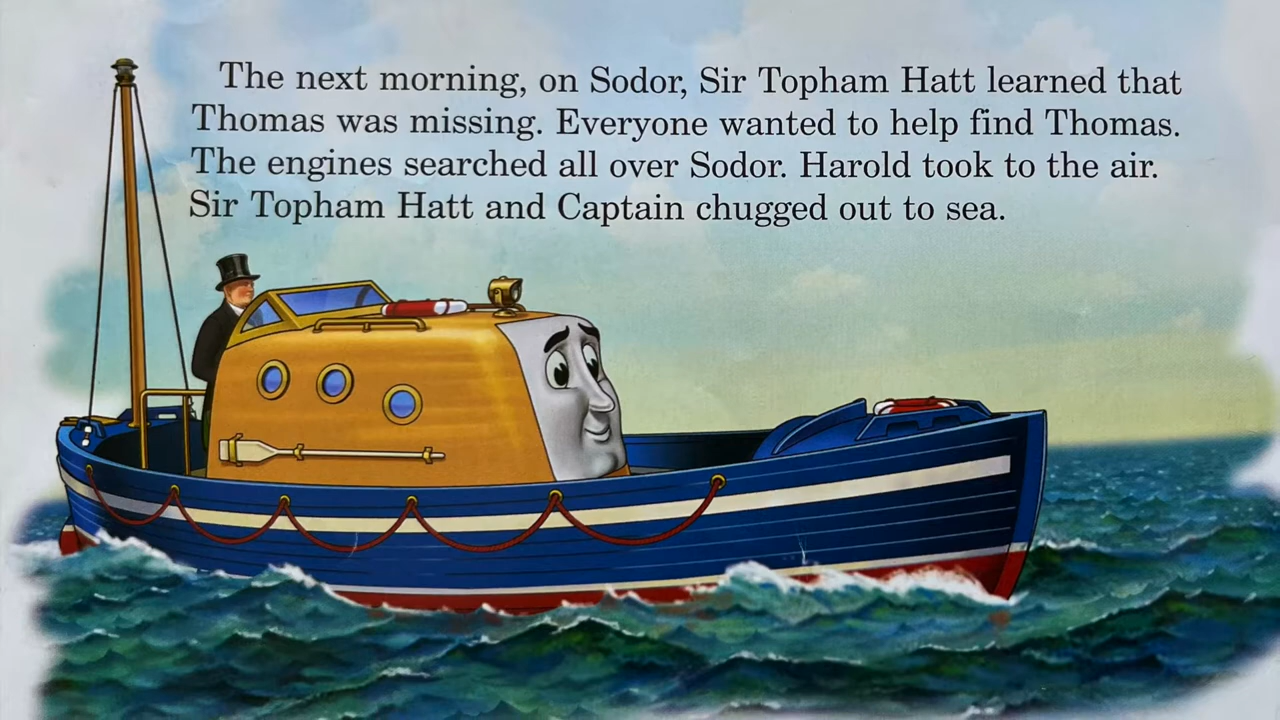 The next morning, on Sodor, Sir Topham Hatt learned that
Thomas was missing. Everyone wanted to help find Thomas.
The engines searched all over Sodor. Harold took to the air.
Sir Topham Hatt and Captain chugged out to sea.